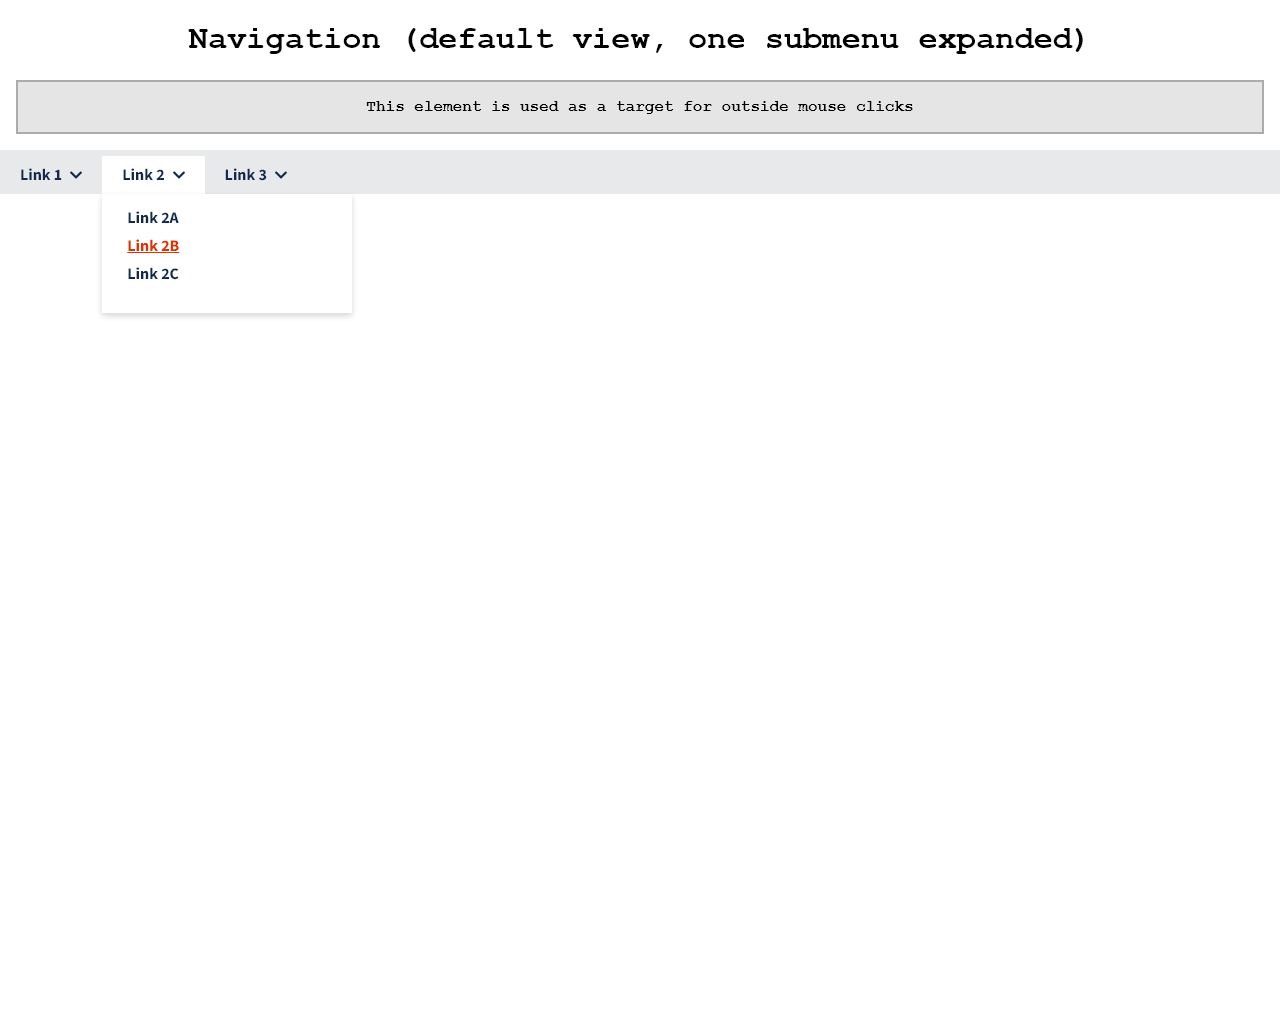 Navigation (default view, one submenu expanded)
This element is used as a target for outside mouse clicks
Link 1 Link 2 Link 3
Link 2A
Link 2B
Link 2C